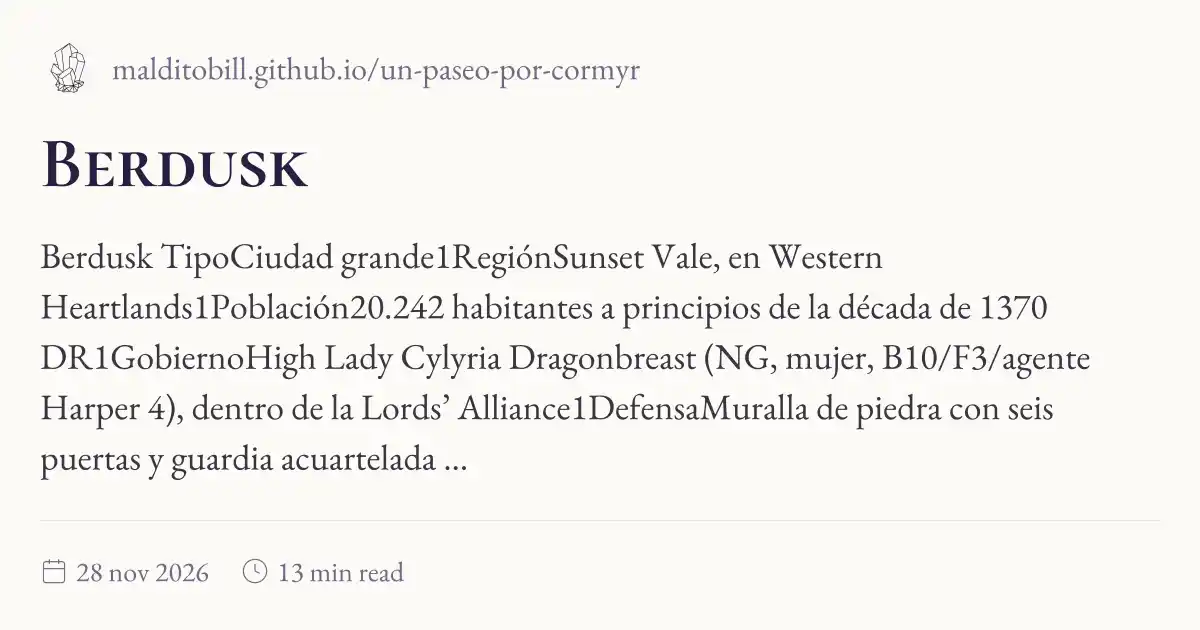 malditobill.github.io/un-paseo-por-cormyr
Berdusk
Berdusk TipoCiudad grande1RegiónSunset Vale, en Western
Heartlands1Población20.242 habitantes a principios de la década de 1370
DR1GobiernoHigh Lady Cylyria Dragonbreast (NG, mujer, B10/F3/agente
Harper 4), dentro de la Lords’ Alliance1DefensaMuralla de piedra con seis
puertas y guardia acuartelada ...
28 nov 2026 13 min read